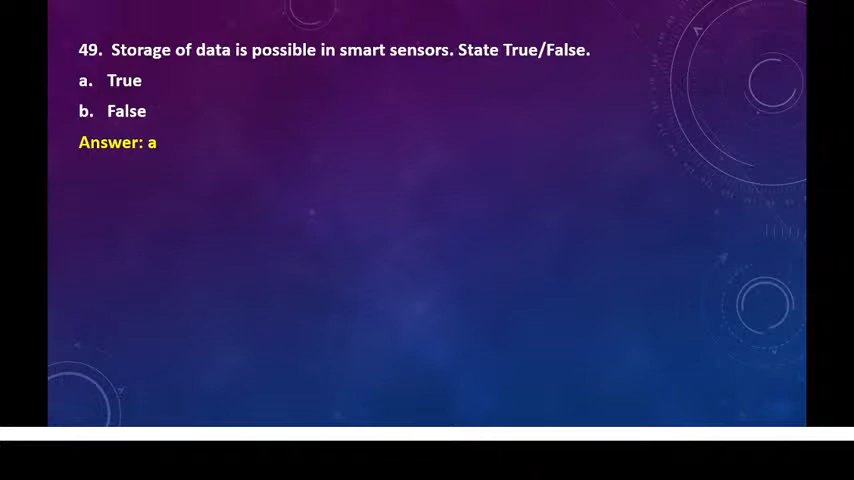 49. Storage of data is possible in smart sensors. State True/False.
a. True
b. False
Answer: a